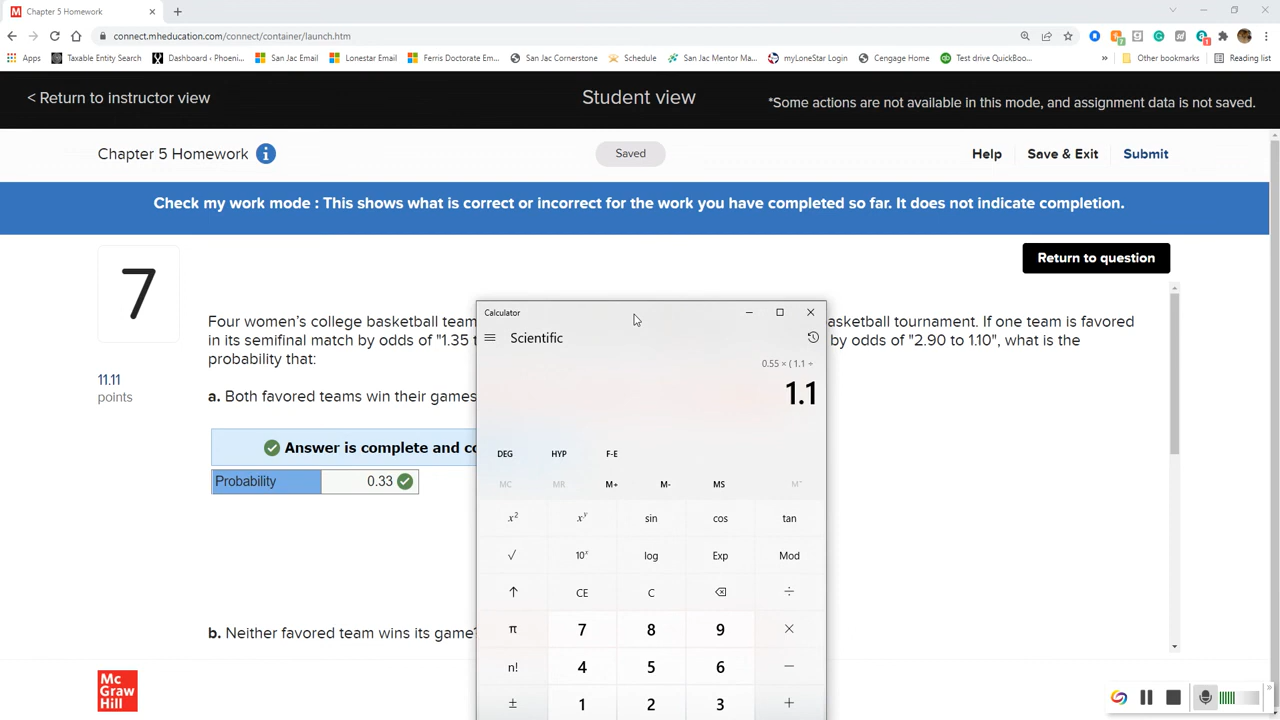 Chapter 5 Homework
connect.mheducation.com/connect/container/launch.htm
Apps Taxable Entity Search Dashboard ‹ Phoeni... San Jac Email Lonestar Email Ferris Doctorate Em... San Jac Cornerstone Schedule San Jac Mentor Ma... myLoneStar Login Cengage Home Test drive QuickBoo... » Other bookmarks Reading list
< Return to instructor view Student view *Some actions are not available in this mode, and assignment data is not saved.
Chapter 5 Homework i Saved Help Save & Exit Submit
Check my work mode : This shows what is correct or incorrect for the work you have completed so far. It does not indicate completion.
7
Return to question
11.11
points
Four women's college basketball team
asketball tournament. If one team is favored
in its semifinal match by odds of "1.35 t
by odds of "2.90 to 1.10", what is the
probability that:
a. Both favored teams win their games
Answer is complete and co
Probability 0.33
b. Neither favored team wins its game?
Calculator
Scientific
0.55 × ( 1.1 ÷
1.1
DEG HYP F-E
MC MR M+ M- MS M˅
x² xʸ sin cos tan
√ 10ˣ log Exp Mod
↑ CE C ⌫ ÷
π 7 8 9 ×
n! 4 5 6 −
± 1 2 3 +
Mc
Graw
Hill